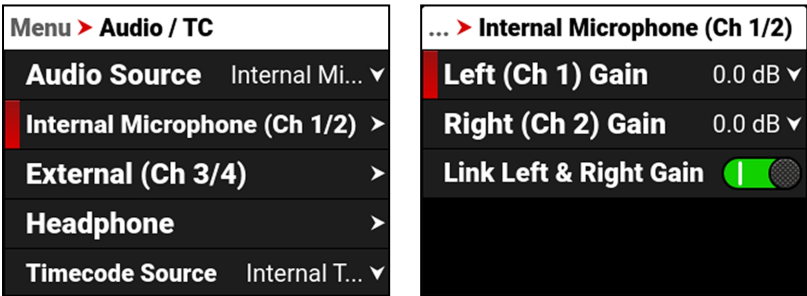 Menu > Audio / TC
Audio Source Internal Mi...
Internal Microphone (Ch 1/2)
External (Ch 3/4)
Headphone
Timecode Source Internal T...
... > Internal Microphone (Ch 1/2)
Left (Ch 1) Gain 0.0 dB
Right (Ch 2) Gain 0.0 dB
Link Left & Right Gain